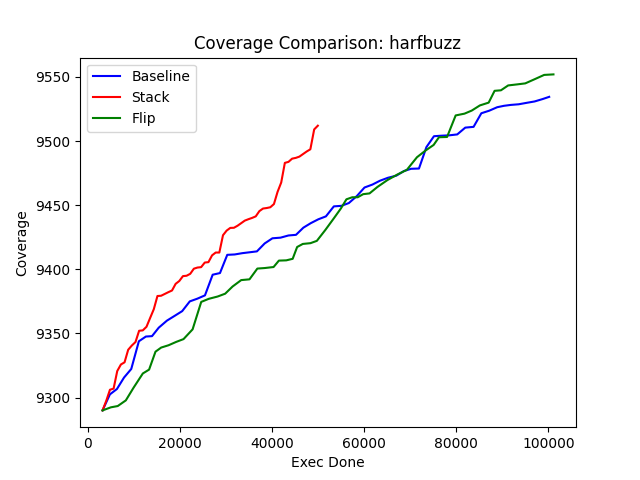 Coverage Comparison: harfbuzz
Baseline
Stack
Flip
Coverage
9550
9500
9450
9400
9350
9300
0 20000 40000 60000 80000 100000
Exec Done